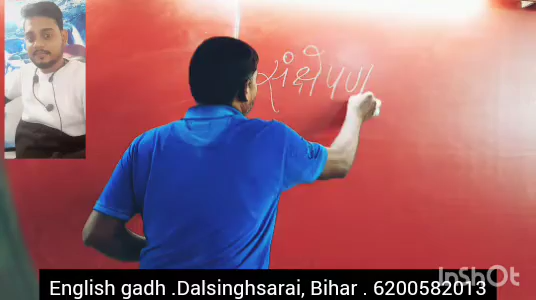 संक्षेपण
English gadh .Dalsinghsarai, Bihar . 6200582013
InShOt